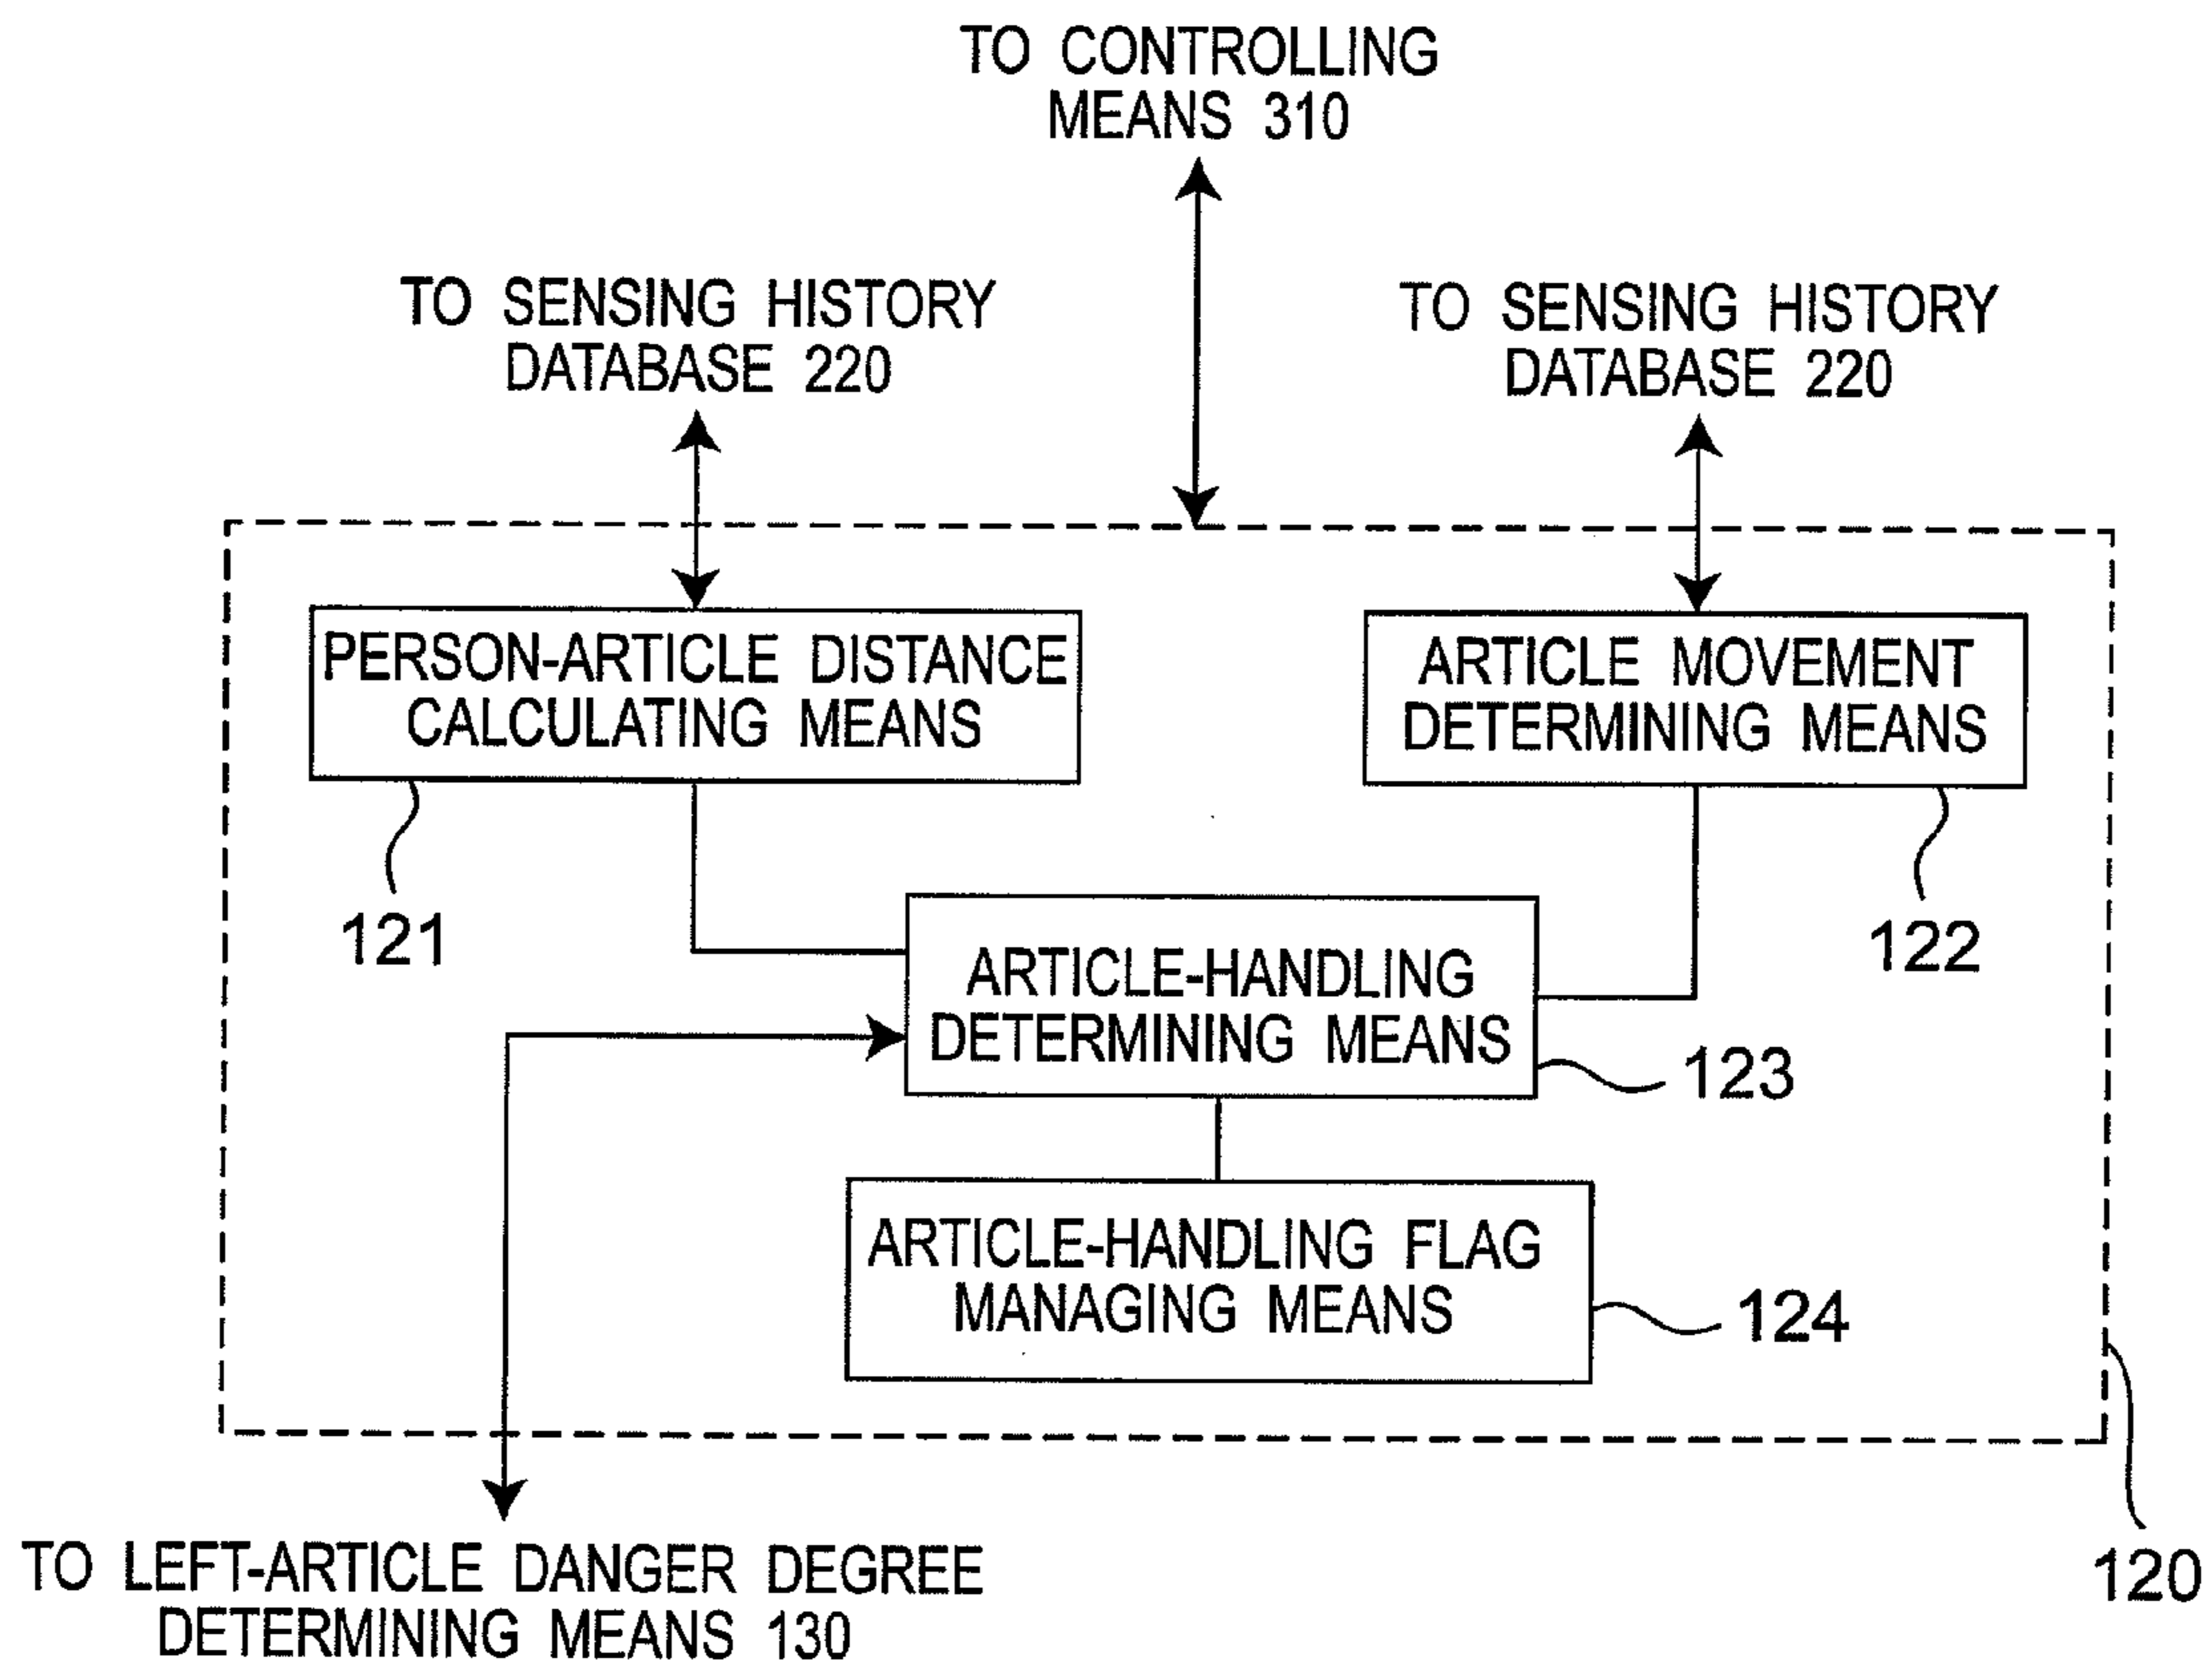 TO CONTROLLING
MEANS 310
TO SENSING HISTORY
DATABASE 220
TO SENSING HISTORY
DATABASE 220
PERSON-ARTICLE DISTANCE
CALCULATING MEANS
ARTICLE MOVEMENT
DETERMINING MEANS
121
122
ARTICLE-HANDLING
DETERMINING MEANS
123
ARTICLE-HANDLING FLAG
MANAGING MEANS
124
120
TO LEFT-ARTICLE DANGER DEGREE
DETERMINING MEANS 130